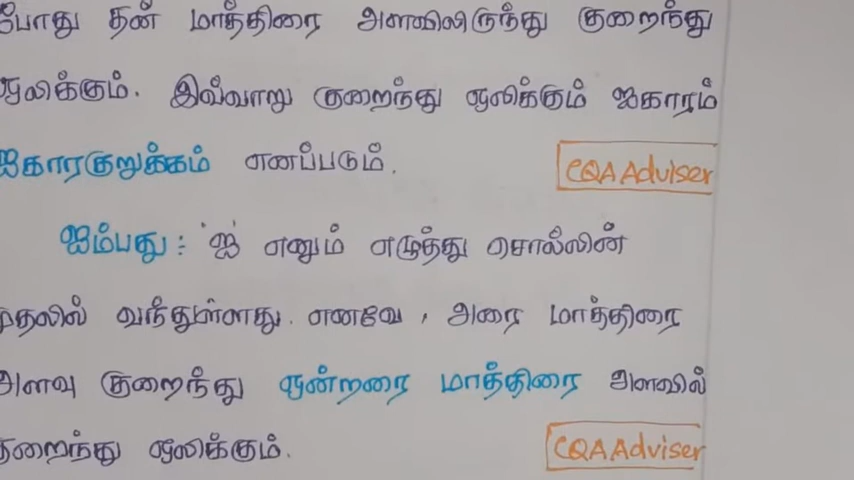 போது தன் மாத்திரை அளவிலிருந்து குறைந்து
ஒலிக்கும். இவ்வாறு குறைந்து ஒலிக்கும் ஐகாரம்
ஐகாரகுறுக்கம் எனப்படும்.
CQA Adviser
ஐம்பது : 'ஐ' எனும் எழுத்து சொல்லின்
முதலில் வந்துள்ளது. எனவே, அரை மாத்திரை
அளவு குறைந்து ஒன்றரை மாத்திரை அளவில்
குறைந்து ஒலிக்கும்.
CQA Adviser